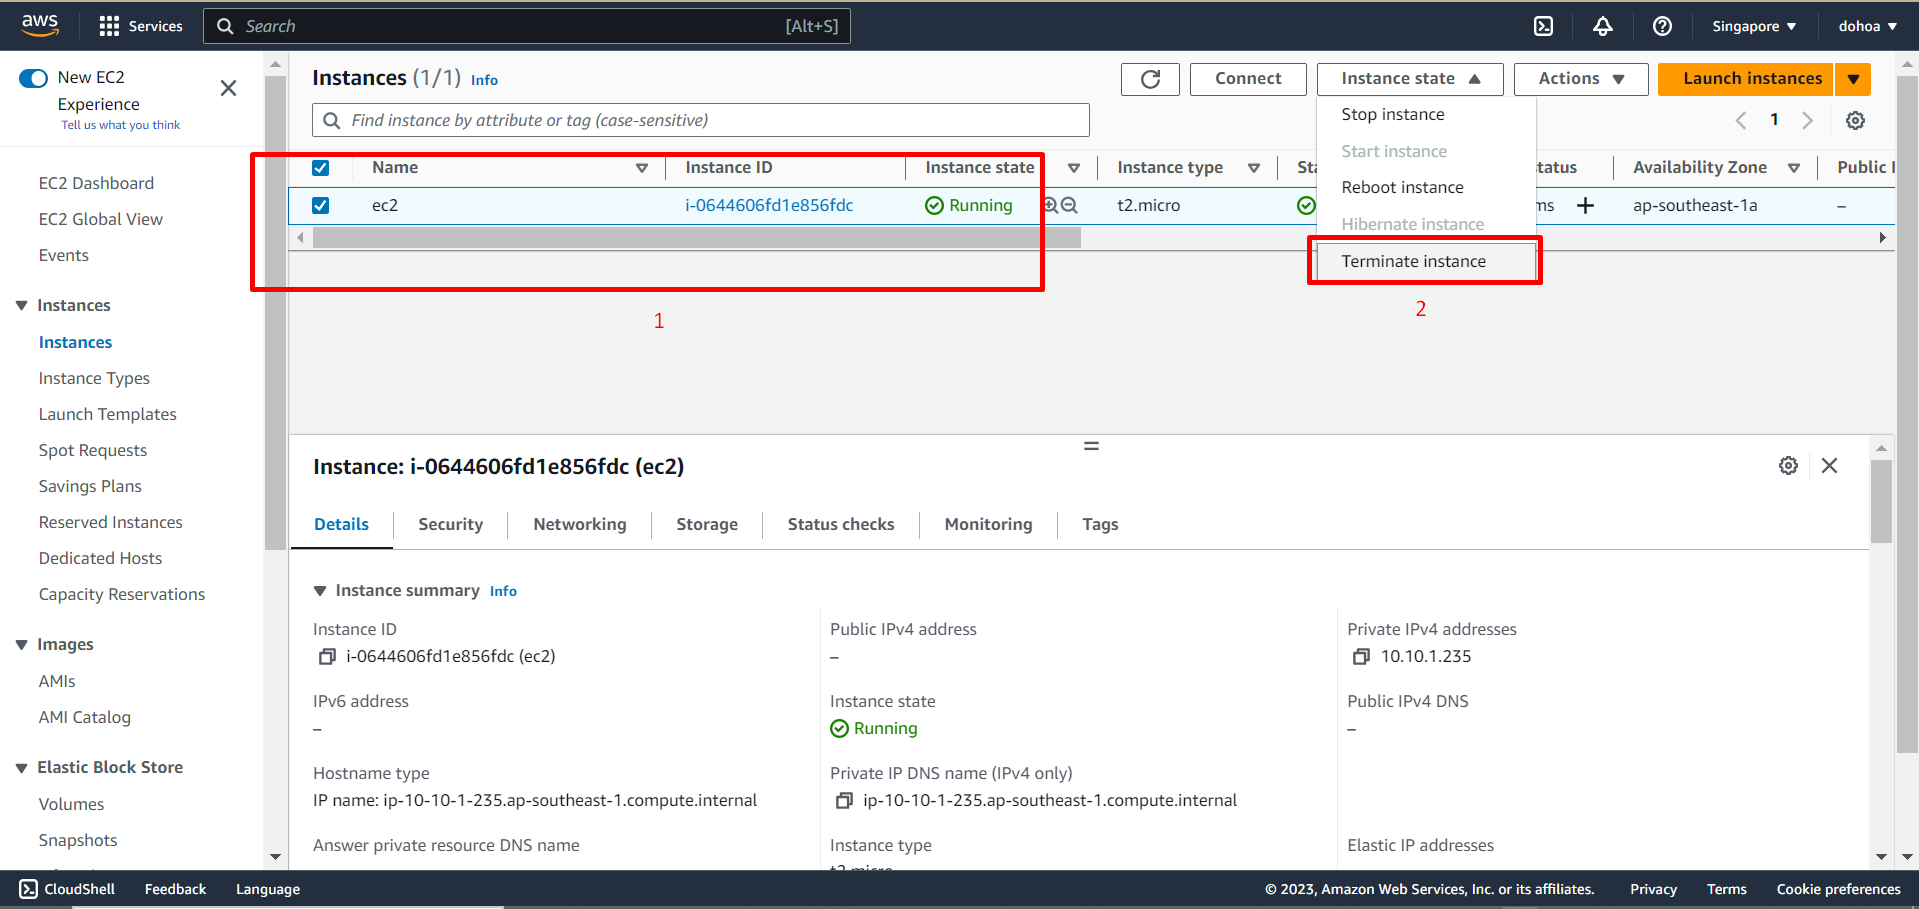 aws Services Search [Alt+S] Singapore dohoa
New EC2
Experience
Tell us what you think
EC2 Dashboard
EC2 Global View
Events
Instances
Instances
Instance Types
Launch Templates
Spot Requests
Savings Plans
Reserved Instances
Dedicated Hosts
Capacity Reservations
Images
AMIs
AMI Catalog
Elastic Block Store
Volumes
Snapshots
Instances (1/1) Info Connect Instance state Actions Launch instances
Find instance by attribute or tag (case-sensitive) 1
Stop instance
Start instance
Reboot instance
Hibernate instance
Terminate instance
Name Instance ID Instance state Instance type Sta tatus Availability Zone Public I
ec2 i-0644606fd1e856fdc Running t2.micro ms + ap-southeast-1a –
1
2
Instance: i-0644606fd1e856fdc (ec2)
Details Security Networking Storage Status checks Monitoring Tags
Instance summary Info
Instance ID Public IPv4 address Private IPv4 addresses
i-0644606fd1e856fdc (ec2) – 10.10.1.235
IPv6 address Instance state Public IPv4 DNS
– Running –
Hostname type Private IP DNS name (IPv4 only)
IP name: ip-10-10-1-235.ap-southeast-1.compute.internal ip-10-10-1-235.ap-southeast-1.compute.internal
Answer private resource DNS name Instance type Elastic IP addresses
t2.micro
CloudShell Feedback Language © 2023, Amazon Web Services, Inc. or its affiliates. Privacy Terms Cookie preferences